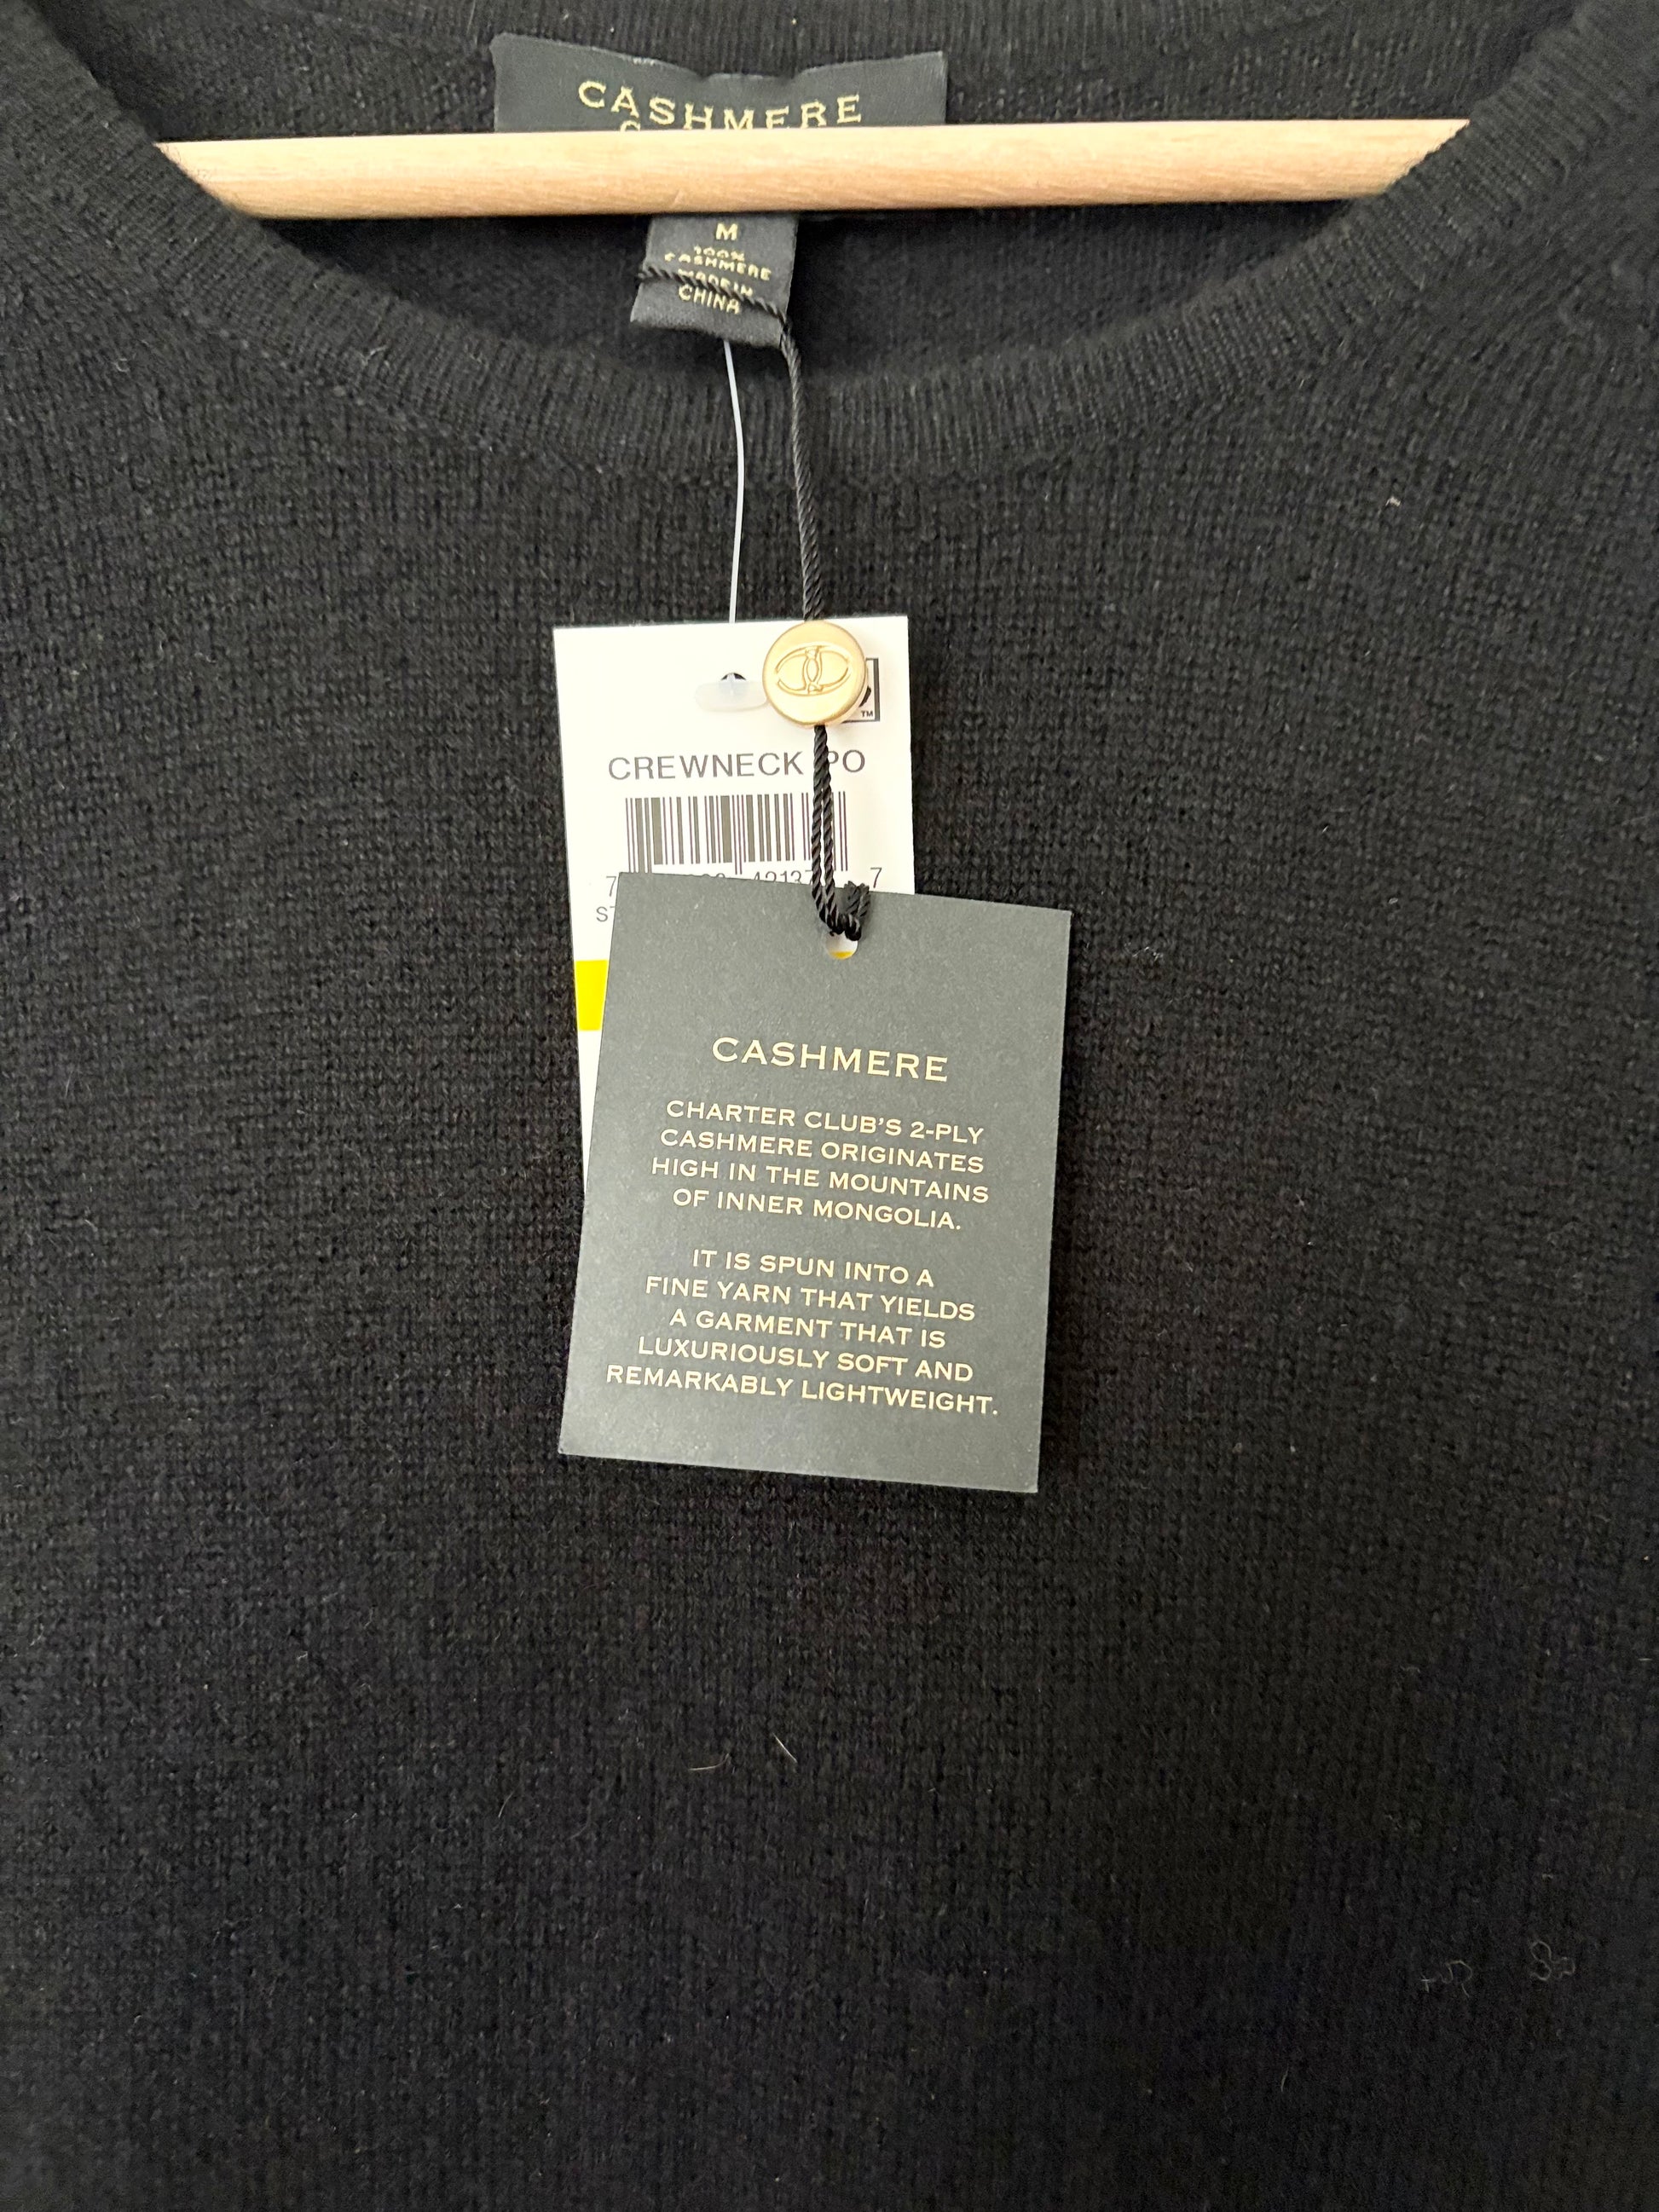 CASHMERE
M
100%
CASHMERE
MADE IN
CHINA
TM
CREWNECK PO
7
CASHMERE
CHARTER CLUB'S 2-PLY
CASHMERE ORIGINATES
HIGH IN THE MOUNTAINS
OF INNER MONGOLIA.
IT IS SPUN INTO A
FINE YARN THAT YIELDS
A GARMENT THAT IS
LUXURIOUSLY SOFT AND
REMARKABLY LIGHTWEIGHT.